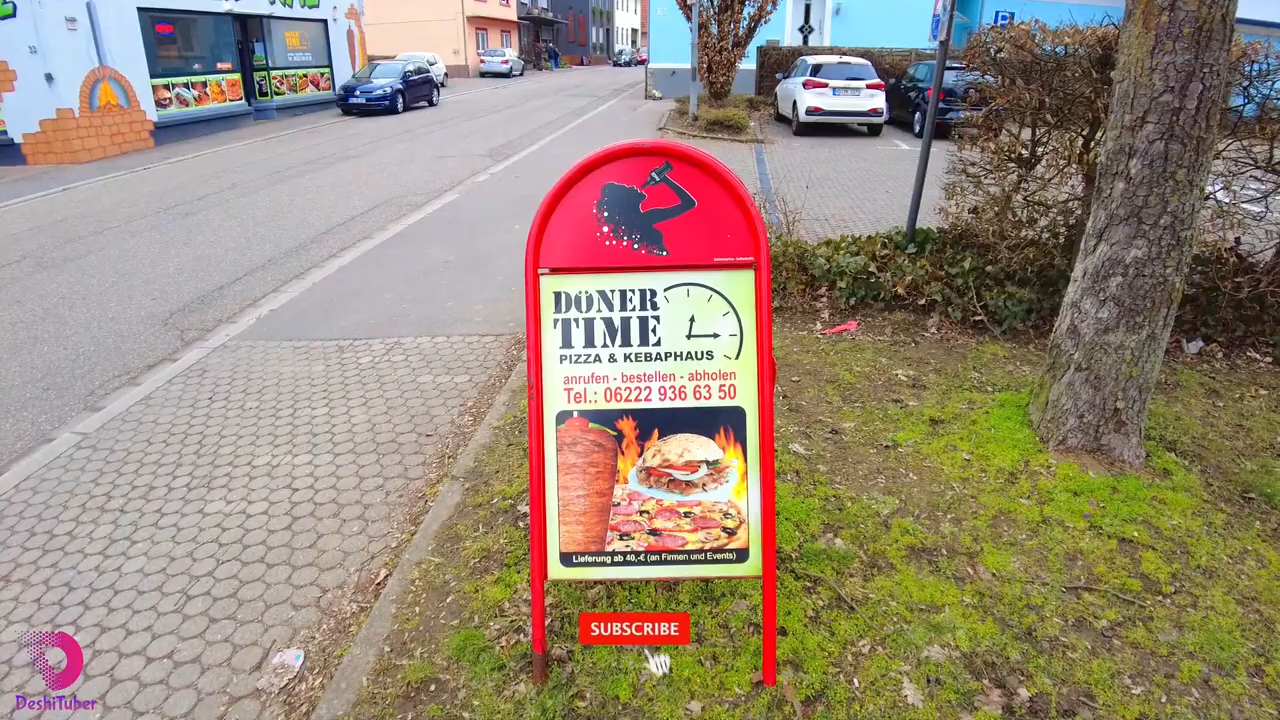 DÖNER
TIME
PIZZA & KEBAPHAUS
anrufen - bestellen - abholen
Tel.: 06222 936 63 50
Lieferung ab 40,-€ (an Firmen und Events)
SUBSCRIBE
DeshiTuber